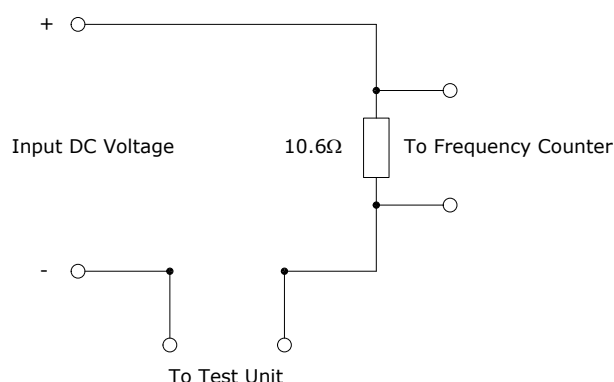 +
Input DC Voltage
10.6Ω
To Frequency Counter
-
To Test Unit